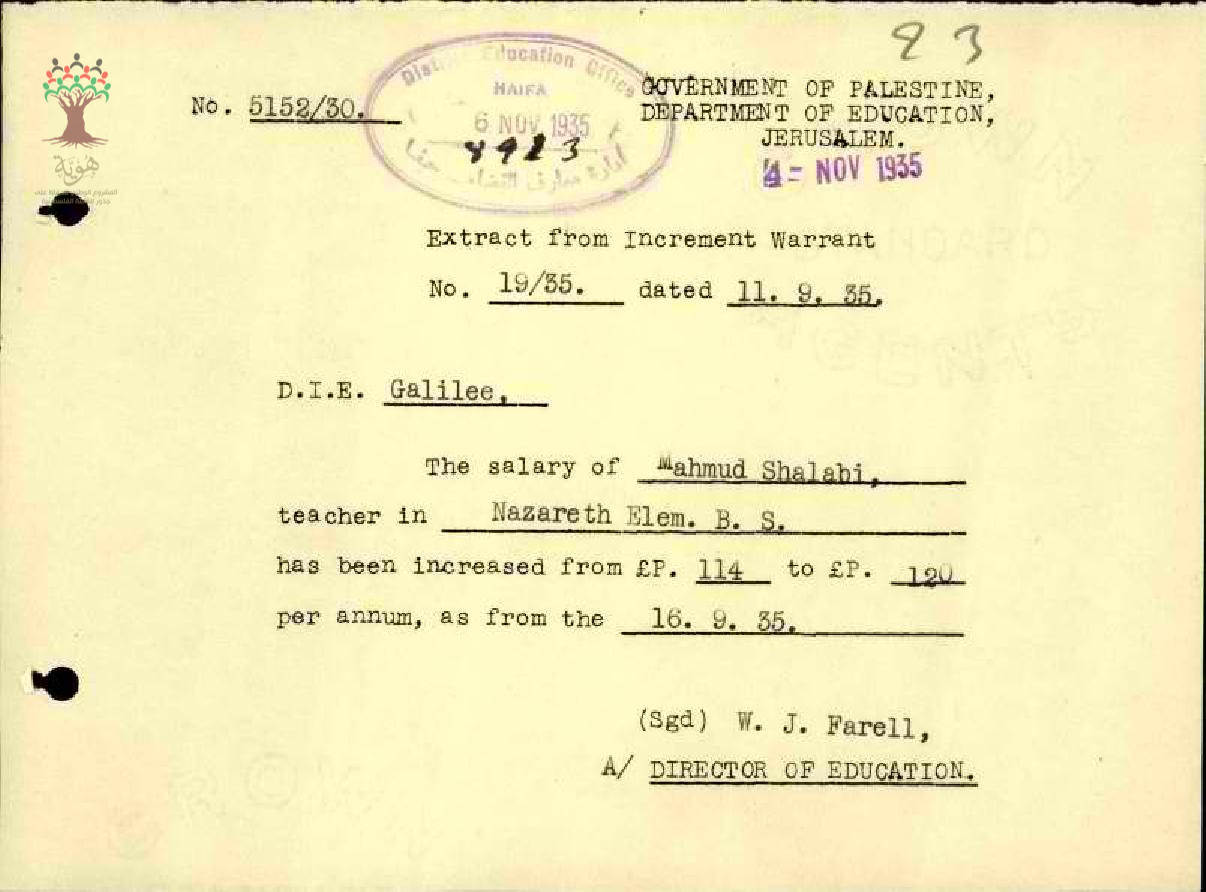 23
No. 5152/30.
District Education Office
HAIFA
6 NOV 1935
8923
GOVERNMENT OF PALESTINE,
DEPARTMENT OF EDUCATION,
JERUSALEM.
4 - NOV 1935
هُوِيَّة
Extract from Increment Warrant
No. 19/35. dated 11. 9. 35.
D.I.E. Galilee,
The salary of Mahmud Shalabi,
teacher in Nazareth Elem. B. S.
has been increased from £P. 114 to £P. 120
per annum, as from the 16. 9. 35.
(Sgd) W. J. Farell,
A/ DIRECTOR OF EDUCATION.